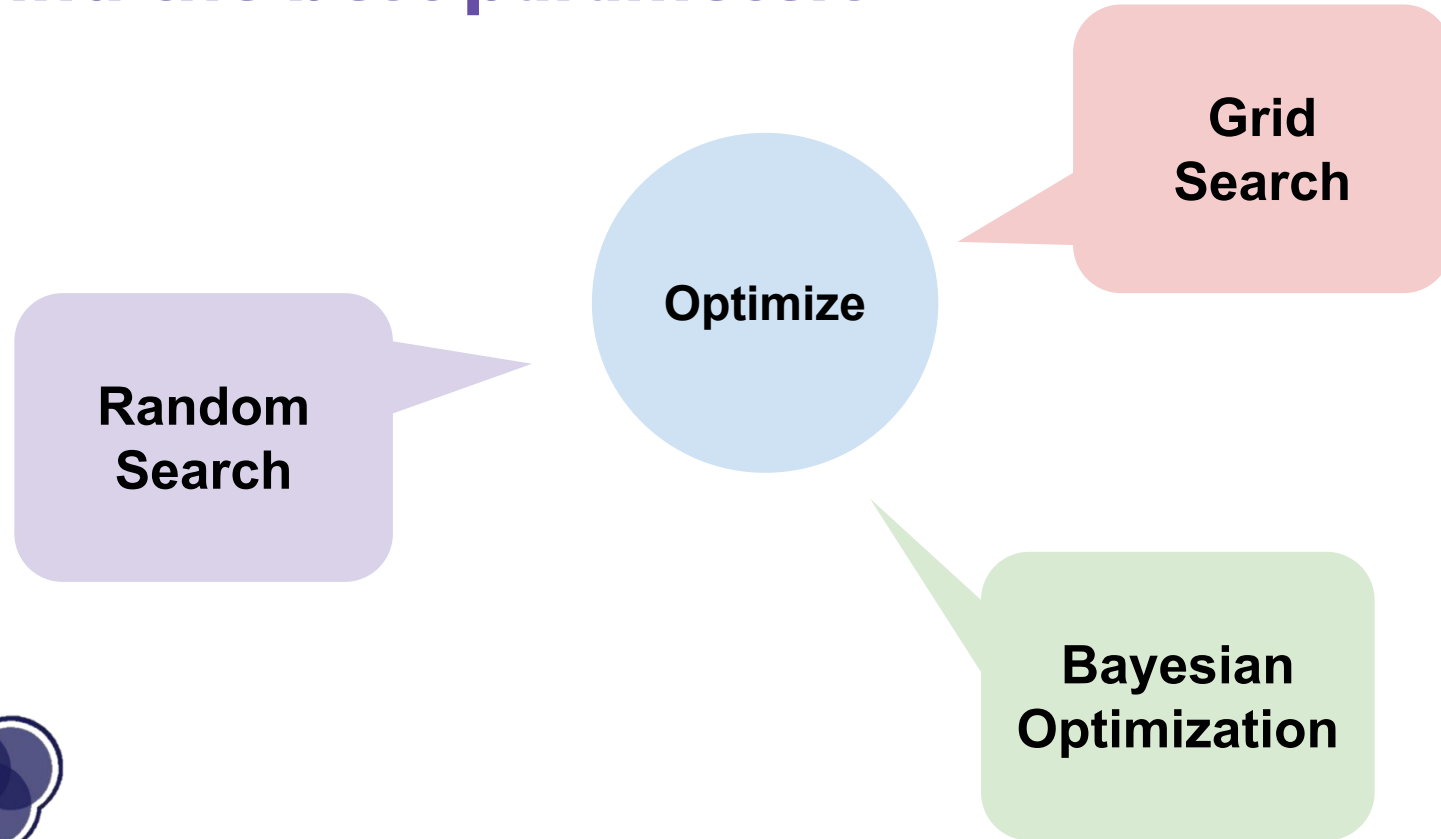 Grid
Search
Optimize
Random
Search
Bayesian
Optimization